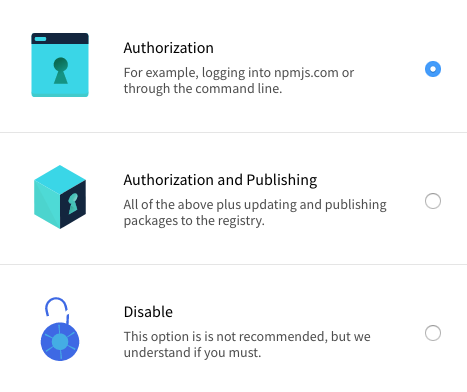 Authorization
For example, logging into npmjs.com or
through the command line.
Authorization and Publishing
All of the above plus updating and publishing
packages to the registry.
Disable
This option is is not recommended, but we
understand if you must.